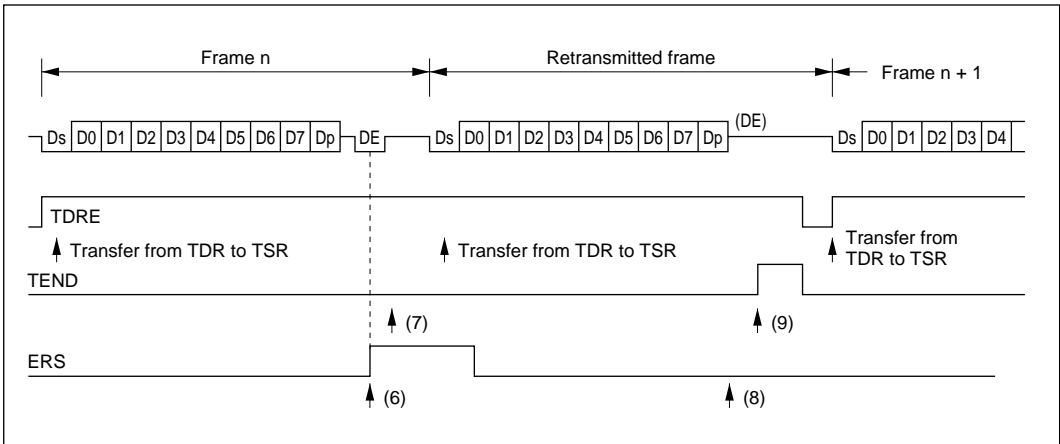 Frame n
Retransmitted frame
Frame n + 1
Ds D0 D1 D2 D3 D4 D5 D6 D7 Dp DE
Ds D0 D1 D2 D3 D4 D5 D6 D7 Dp (DE)
Ds D0 D1 D2 D3 D4
TDRE
Transfer from TDR to TSR
Transfer from TDR to TSR
Transfer from
TDR to TSR
TEND
(7)
(9)
ERS
(6)
(8)